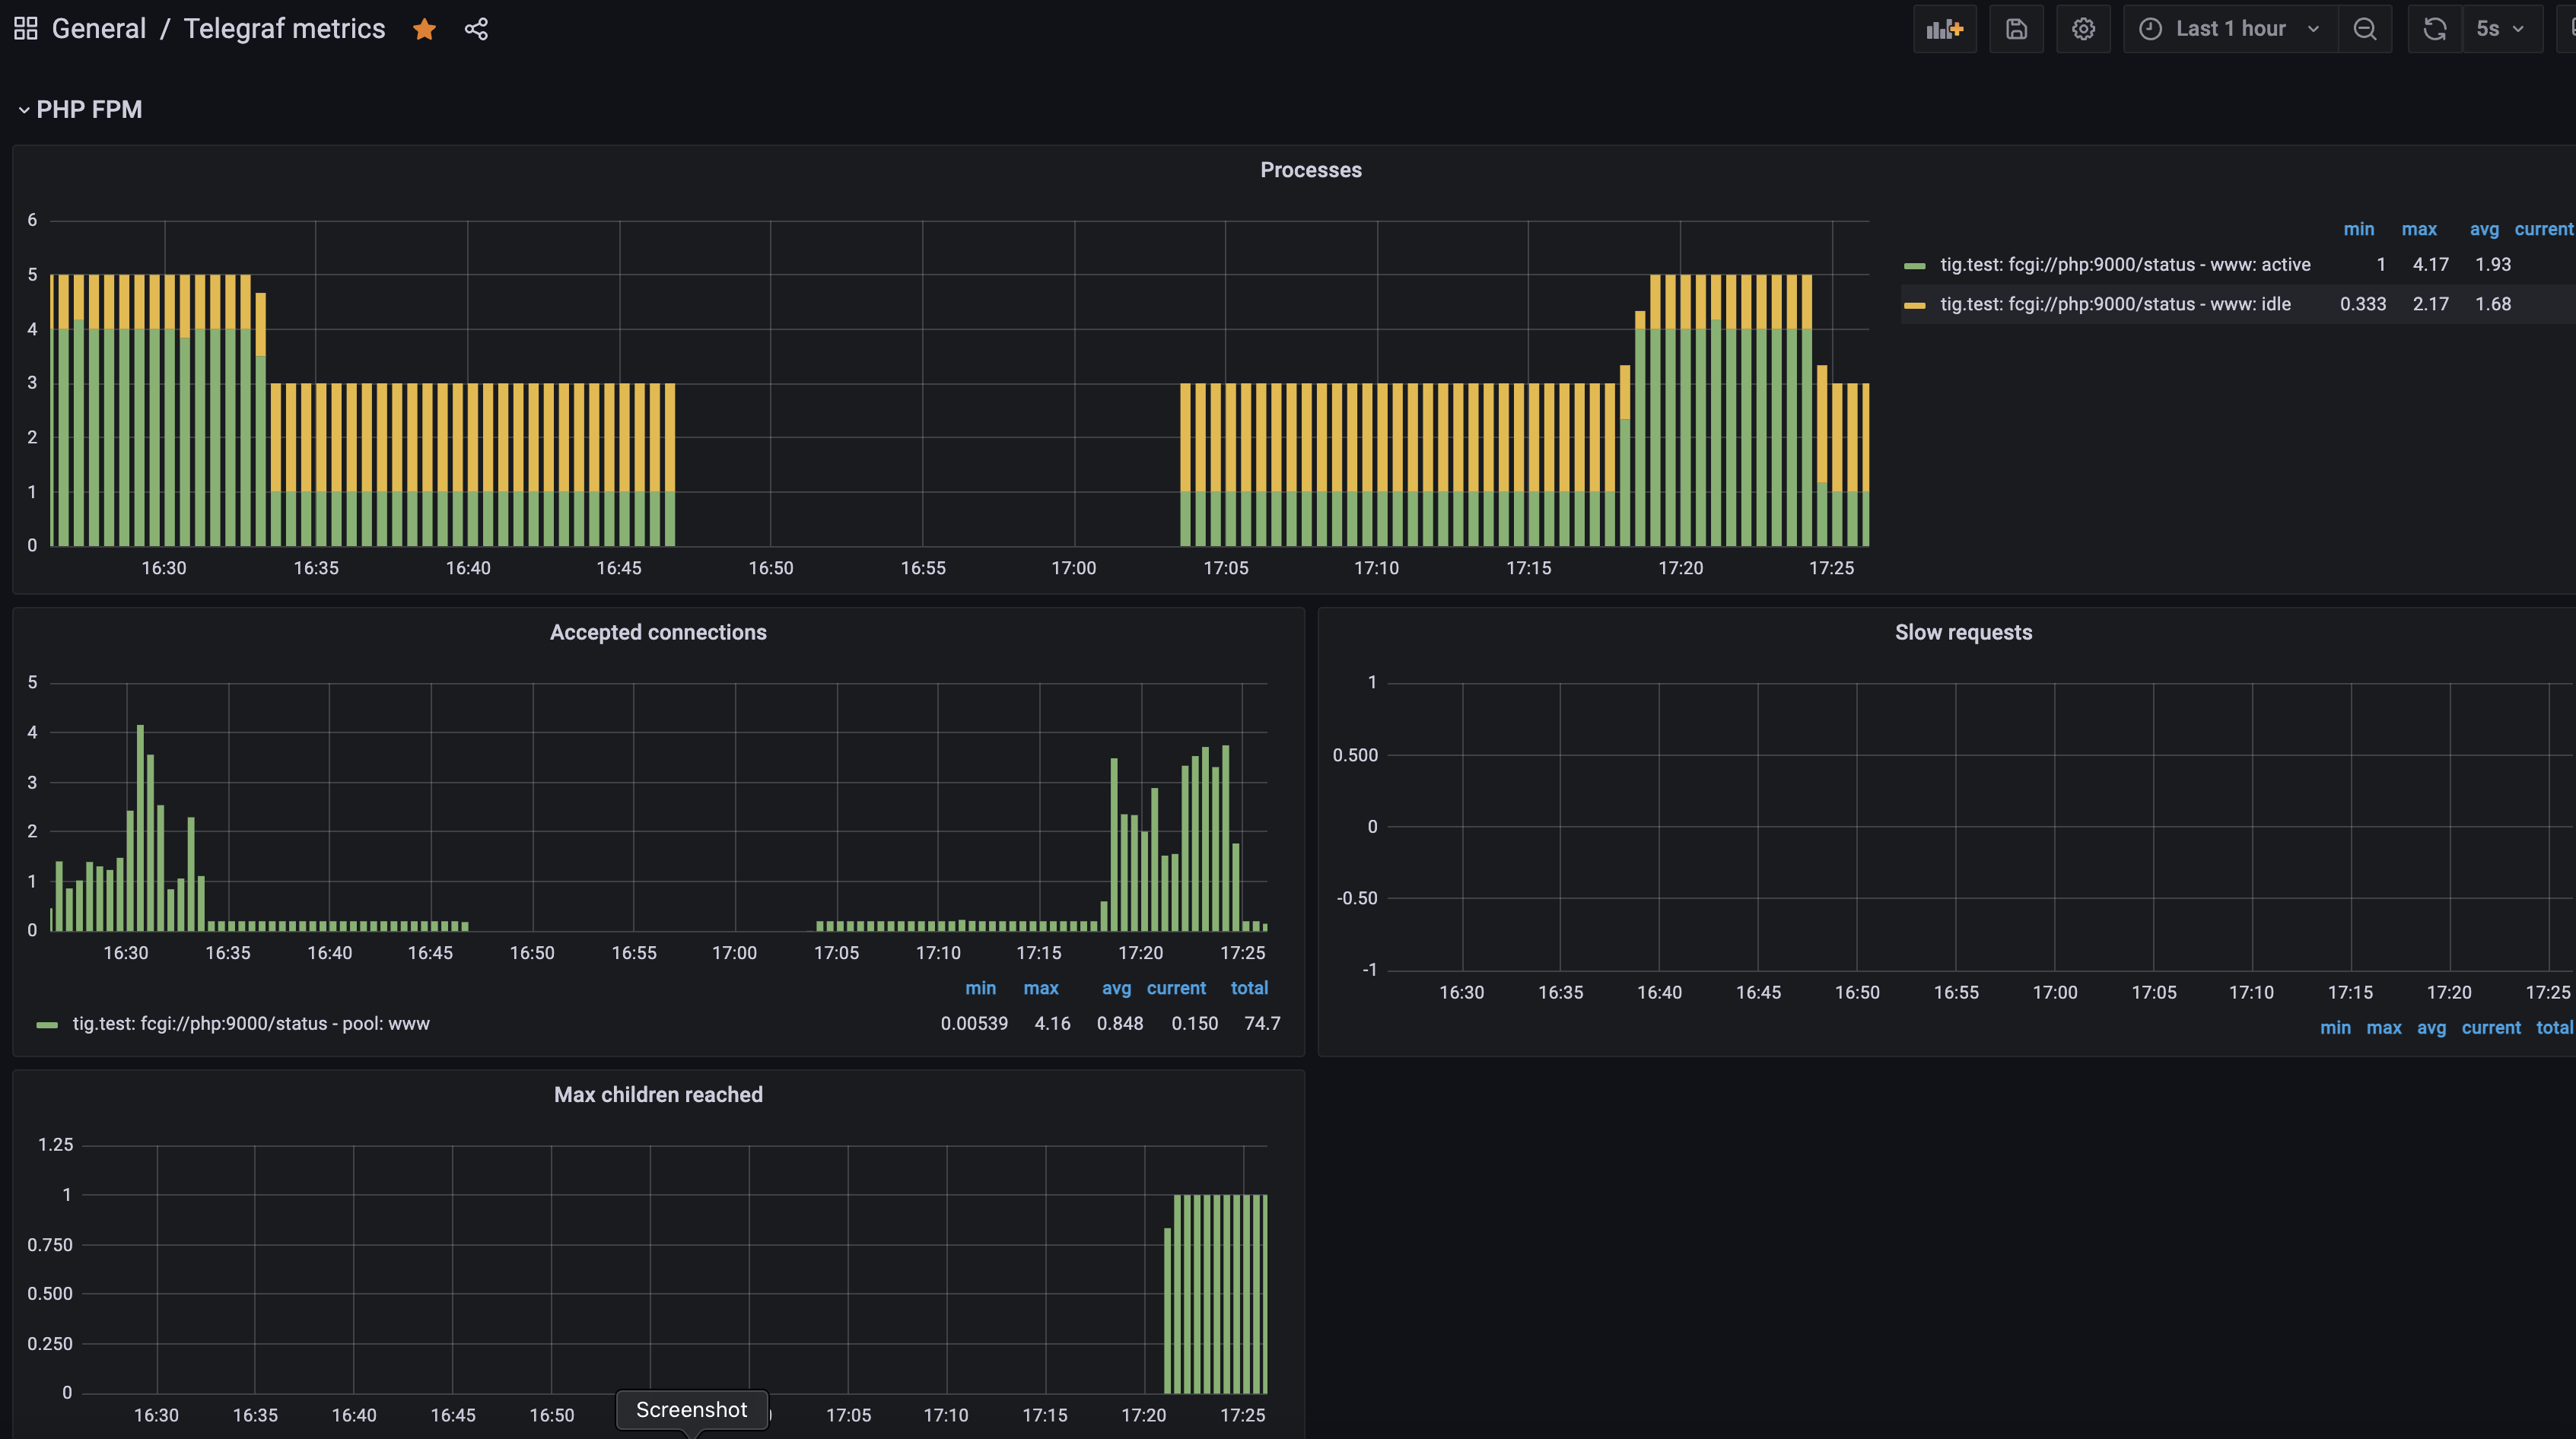 General / Telegraf metrics
Last 1 hour
5s
PHP FPM
Processes
6
5
4
3
2
1
0
16:30 16:35 16:40 16:45 16:50 16:55 17:00 17:05 17:10 17:15 17:20 17:25
min max avg current
tig.test: fcgi://php:9000/status - www: active 1 4.17 1.93
tig.test: fcgi://php:9000/status - www: idle 0.333 2.17 1.68
Accepted connections
5
4
3
2
1
0
16:30 16:35 16:40 16:45 16:50 16:55 17:00 17:05 17:10 17:15 17:20 17:25
min max avg current total
tig.test: fcgi://php:9000/status - pool: www 0.00539 4.16 0.848 0.150 74.7
Slow requests
1
0.500
0
-0.50
-1
16:30 16:35 16:40 16:45 16:50 16:55 17:00 17:05 17:10 17:15 17:20 17:25
min max avg current total
Max children reached
1.25
1
0.750
0.500
0.250
0
16:30 16:35 16:40 16:45 16:50 17:05 17:10 17:15 17:20 17:25
Screenshot